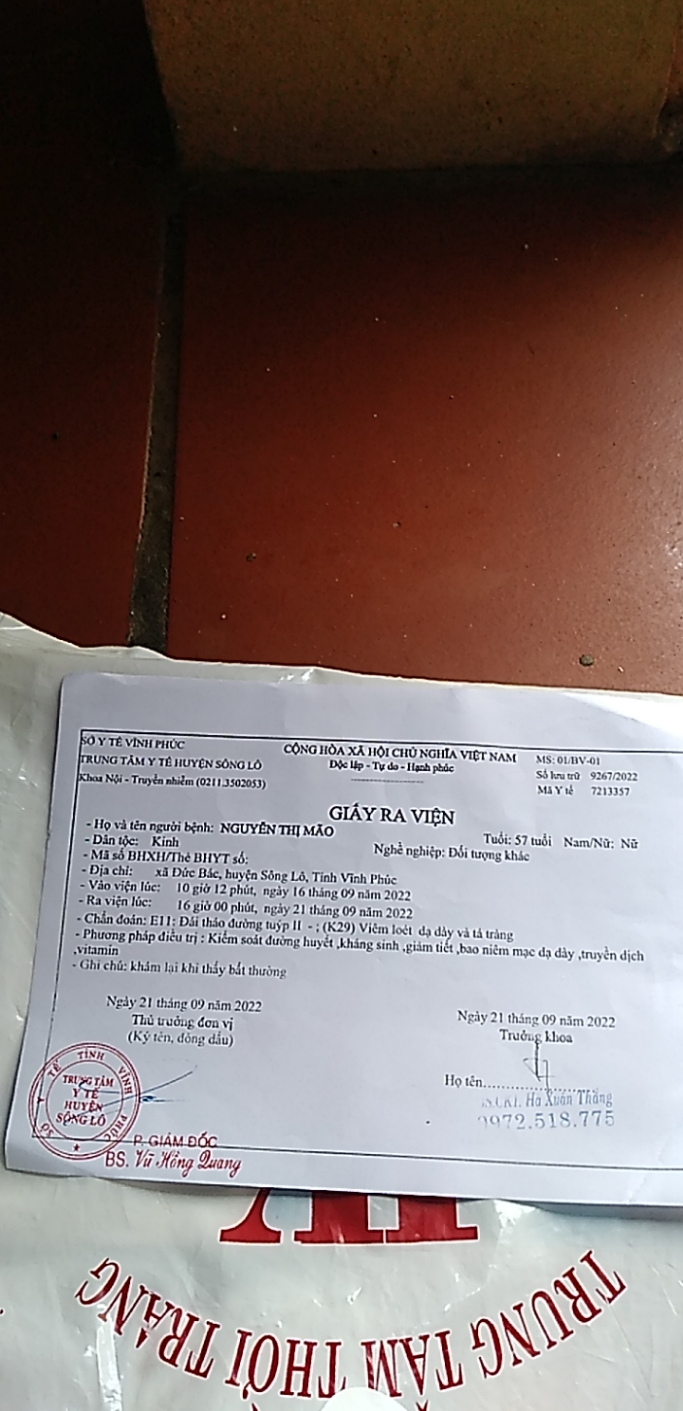 SỞ Y TẾ VĨNH PHÚC
TRUNG TÂM Y TẾ HUYỆN SÔNG LÔ
Khoa Nội - Truyền nhiễm (0211.3502053)
CỘNG HÒA XÃ HỘI CHỦ NGHĨA VIỆT NAM
Độc lập - Tự do - Hạnh phúc
MS: 01/BV-01
Số lưu trữ 9267/2022
Mã Y tế 7213357
GIẤY RA VIỆN
- Họ và tên người bệnh: NGUYỄN THỊ MÃO
Tuổi: 57 tuổi Nam/Nữ: Nữ
- Dân tộc: Kinh
Nghề nghiệp: Đối tượng khác
- Mã số BHXH/Thẻ BHYT số:
- Địa chỉ: xã Đức Bác, huyện Sông Lô, Tỉnh Vĩnh Phúc
- Vào viện lúc: 10 giờ 12 phút, ngày 16 tháng 09 năm 2022
- Ra viện lúc: 16 giờ 00 phút, ngày 21 tháng 09 năm 2022
- Chẩn đoán: E11: Đái tháo đường tuýp II - ; (K29) Viêm loét dạ dày và tá tràng
- Phương pháp điều trị : Kiểm soát đường huyết ,kháng sinh ,giảm tiết ,bao niêm mạc dạ dày ,truyền dịch
,vitamin
- Ghi chú: khám lại khi thấy bất thường
Ngày 21 tháng 09 năm 2022
Thủ trưởng đơn vị
(Ký tên, đóng dấu)
Ngày 21 tháng 09 năm 2022
Trưởng khoa
Họ tên
Hà Xuân Thắng
0972.518.775
SỞ Y TẾ TỈNH VĨNH PHÚC
TRUNG TÂM
Y TẾ
HUYỆN
SÔNG LÔ
P. GIÁM ĐỐC
BS. Vũ Hồng Quang
TRUNG TÂM THỜI TRANG